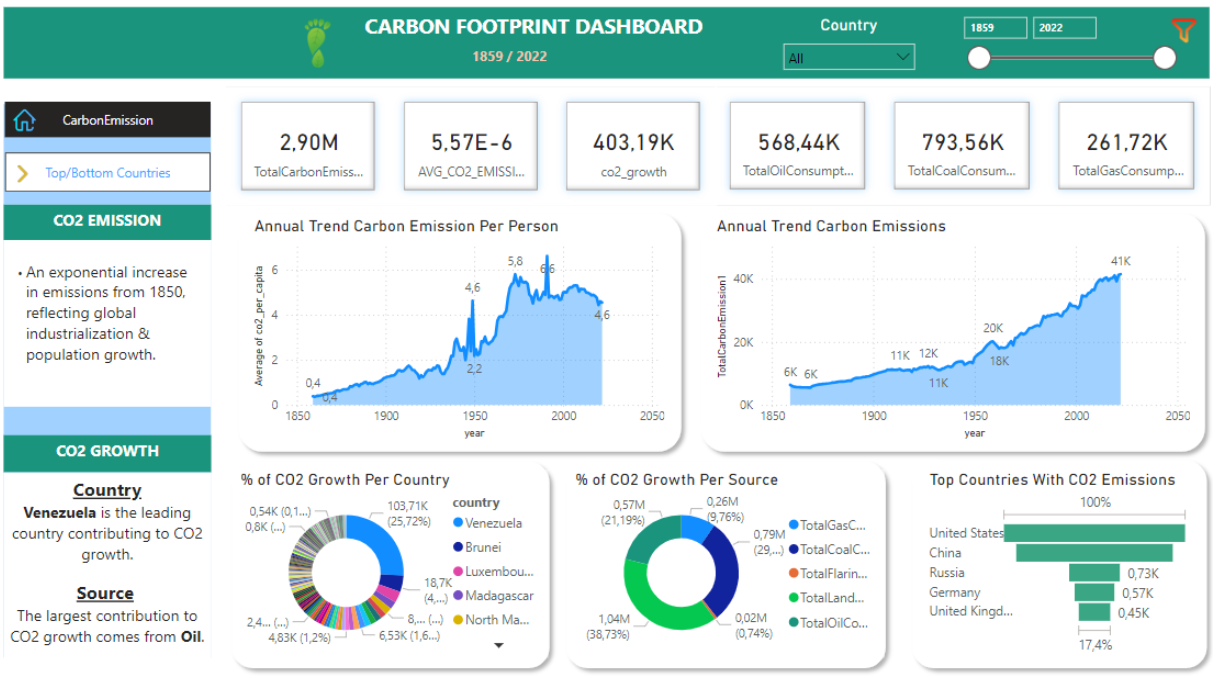 CARBON FOOTPRINT DASHBOARD
1859 / 2022
Country
All
1859
2022
CarbonEmission
Top/Bottom Countries
CO2 EMISSION
• An exponential increase
in emissions from 1850,
reflecting global
industrialization &
population growth.
CO2 GROWTH
Country
Venezuela is the leading
country contributing to CO2
growth.
Source
The largest contribution to
CO2 growth comes from Oil.
2,90M
TotalCarbonEmiss...
5,57E-6
AVG_CO2_EMISSI...
403,19K
co2_growth
568,44K
TotalOilConsumpt...
793,56K
TotalCoalConsum...
261,72K
TotalGasConsump...
Annual Trend Carbon Emission Per Person
Average of co2_per_capita
6
4
2
0
0,4
0,4
4,6
2,2
5,8
6,6
4,6
1850
1900
1950
2000
2050
year
Annual Trend Carbon Emissions
TotalCarbonEmission1
40K
20K
0K
6K
6K
11K
12K
11K
20K
18K
41K
1850
1900
1950
2000
2050
year
% of CO2 Growth Per Country
0,54K (0,1...)
0,8K (...)
2,4... (...)
4,83K (1,2%)
6,53K (1,6...)
8,... (...)
18,7K
(4,...)
103,71K
(25,72%)
country
Venezuela
Brunei
Luxembou...
Madagascar
North Ma...
% of CO2 Growth Per Source
0,57M
(21,19%)
0,26M
(9,76%)
0,79M
(29,...)
0,02M
(0,74%)
1,04M
(38,73%)
TotalGasC...
TotalCoalC...
TotalFlarin...
TotalLand...
TotalOilCo...
Top Countries With CO2 Emissions
100%
United States
China
Russia
0,73K
Germany
0,57K
United Kingd...
0,45K
17,4%